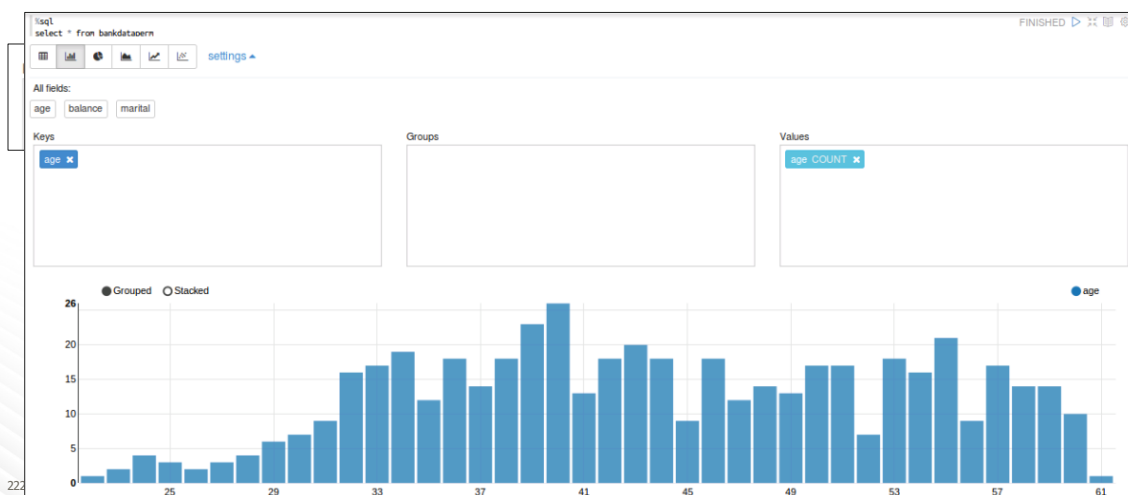 %sql
select * from bankdataperm
FINISHED
settings
All fields:
age balance marital
Keys Groups Values
age ✖ age COUNT ✖
Grouped Stacked age
26
20
15
10
5
0
25 29 33 37 41 45 49 53 57 61
222